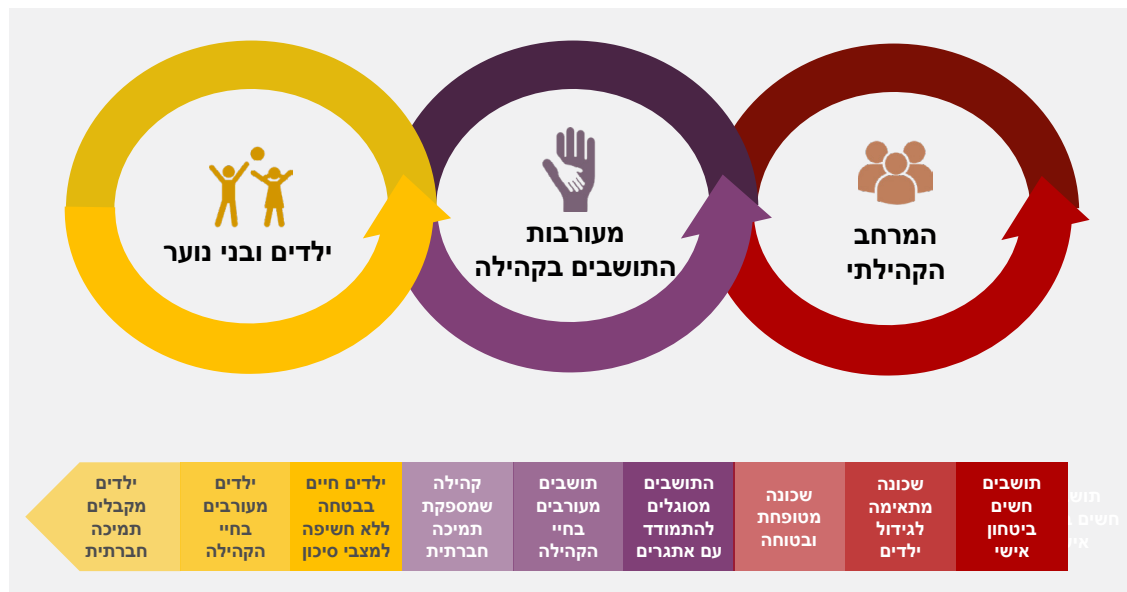 המרחב
הקהילתי
מעורבות
התושבים בקהילה
ילדים ובני נוער
תושבים
חשים
ביטחון
אישי
שכונה
מתאימה
לגידול
ילדים
שכונה
מטופחת
ובטוחה
התושבים
מסוגלים
להתמודד
עם אתגרים
תושבים
מעורבים
בחיי
הקהילה
קהילה
שמספקת
תמיכה
חברתית
ילדים חיים
בבטחה
ללא חשיפה
למצבי סיכון
ילדים
מעורבים
בחיי
הקהילה
ילדים
מקבלים
תמיכה
חברתית
חשים